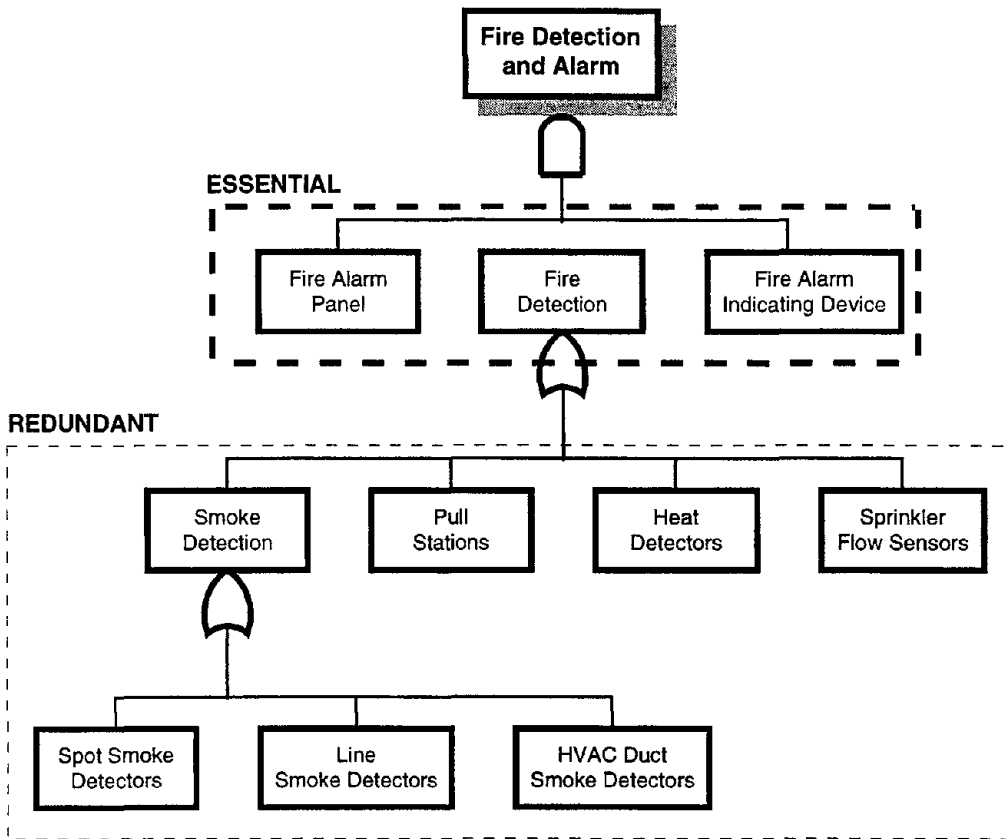 Fire Detection
and Alarm
ESSENTIAL
Fire Alarm
Panel
Fire
Detection
Fire Alarm
Indicating Device
REDUNDANT
Smoke
Detection
Pull
Stations
Heat
Detectors
Sprinkler
Flow Sensors
Spot Smoke
Detectors
Line
Smoke Detectors
HVAC Duct
Smoke Detectors